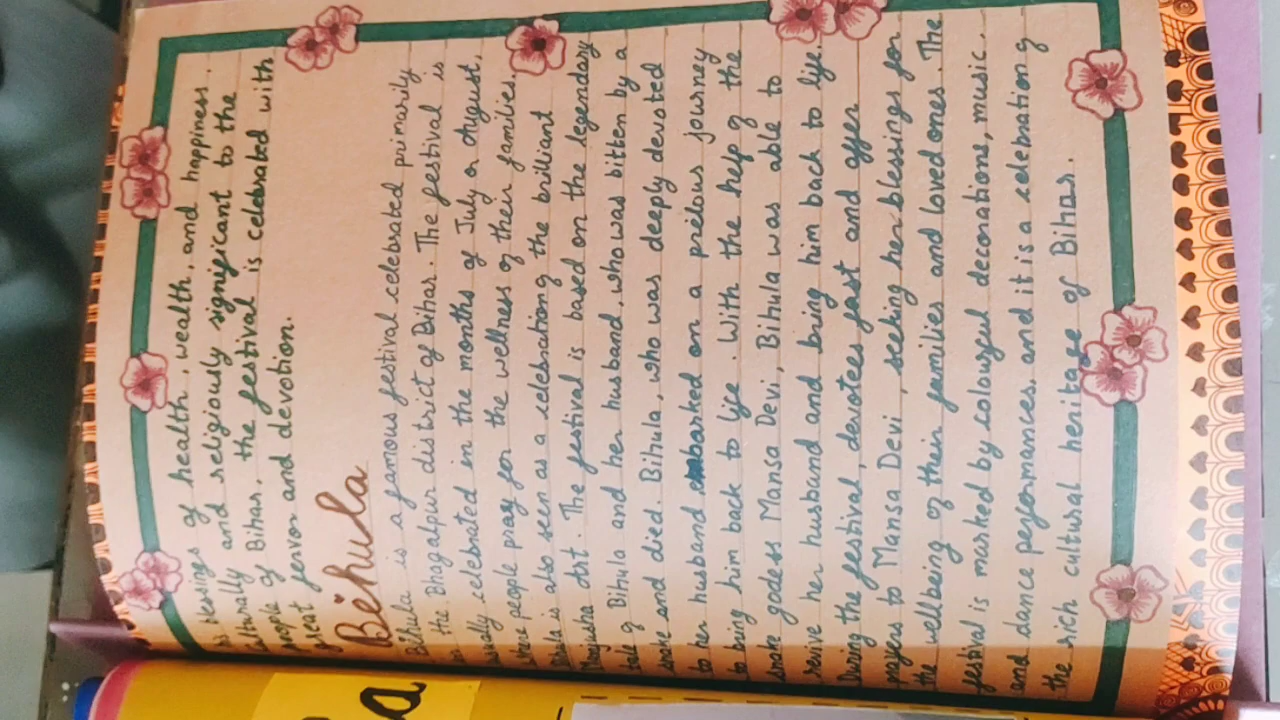 blessings of health, wealth, and happiness.
Culturally and religiously significant to the
people of Bihar, the festival is celebrated with
great fervor and devotion.
Bihula
Bihula is a famous festival celebrated primarily
the Bhagalpur district of Bihar. The festival is
usually celebrated in the months of July or August,
where people pray for the wellness of their families.
is also seen as a celebrationg the brilliant
Manjusha Art. The festival is based on the legendary
tale of Bihula and her husband, who was bitten by a
snake and died. Bihula, who was deeply devoted
to her husband embarked on a journey
to bring him back to life. With the help of the
snake godess Mansa Devi, Bihula was able to
revive her husband and bring him back to life.
During the festival, devotees fast and offer
prayers to Mansa Devi, seeking her blessings for
the wellbeing of their families and loved ones. The
festival is marked by colourful decorations, music,
and dance performances, and it is a celebration of
the rich cultural heritage of Bihar.
a